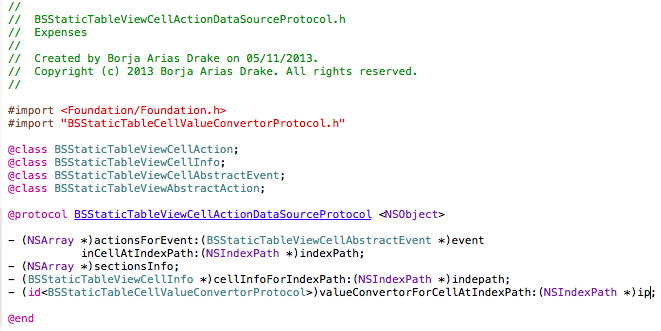 //
//  BSStaticTableViewCellActionDataSourceProtocol.h
//  Expenses
//
//  Created by Borja Arias Drake on 05/11/2013.
//  Copyright (c) 2013 Borja Arias Drake. All rights reserved.
//
#import <Foundation/Foundation.h>
#import "BSStaticTableCellValueConvertorProtocol.h"
@class BSStaticTableViewCellAction;
@class BSStaticTableViewCellInfo;
@class BSStaticTableViewCellAbstractEvent;
@class BSStaticTableViewAbstractAction;
@protocol BSStaticTableViewCellActionDataSourceProtocol <NSObject>
- (NSArray *)actionsForEvent:(BSStaticTableViewCellAbstractEvent *)event
inCellAtIndexPath:(NSIndexPath *)indexPath;
- (NSArray *)sectionsInfo;
- (BSStaticTableViewCellInfo *)cellInfoForIndexPath:(NSIndexPath *)indepath;
- (id<BSStaticTableCellValueConvertorProtocol>)valueConvertorForCellAtIndexPath:(NSIndexPath *)ip;
@end